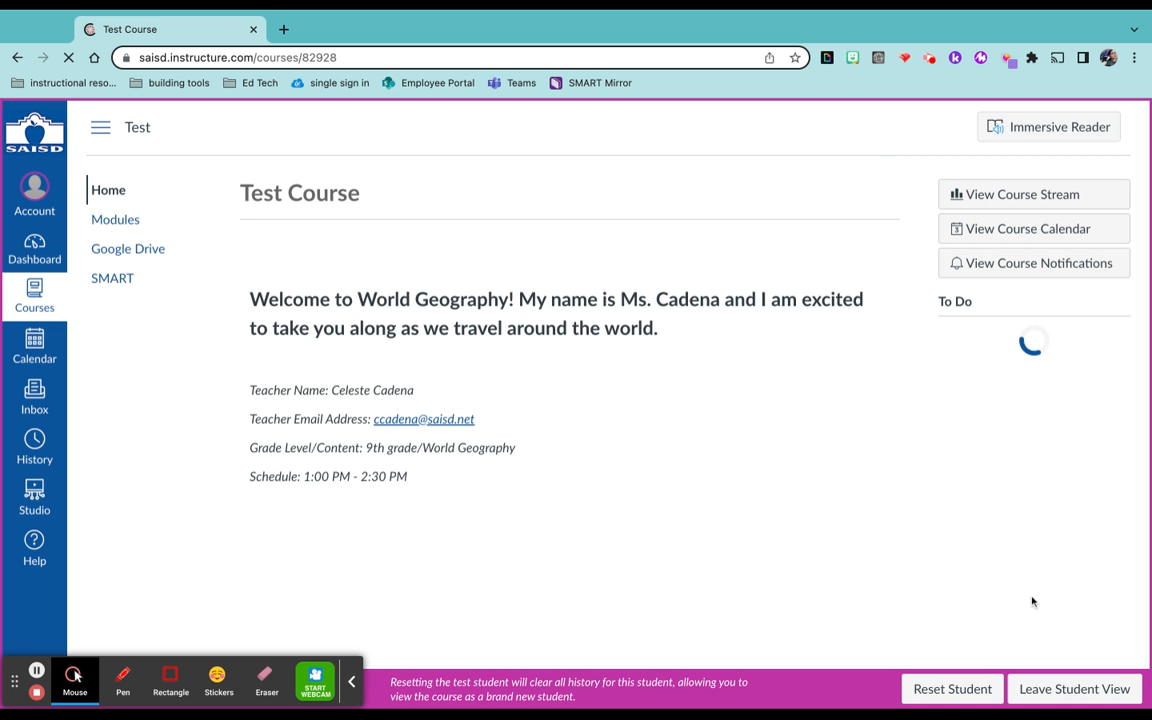 Test Course
saisd.instructure.com/courses/82928
instructional reso... building tools Ed Tech single sign in Employee Portal Teams SMART Mirror
SAISD
Test
Immersive Reader
Account
Dashboard
Courses
Calendar
Inbox
History
Studio
Help
Home
Modules
Google Drive
SMART
Test Course
Welcome to World Geography! My name is Ms. Cadena and I am excited
to take you along as we travel around the world.
Teacher Name: Celeste Cadena
Teacher Email Address: ccadena@saisd.net
Grade Level/Content: 9th grade/World Geography
Schedule: 1:00 PM - 2:30 PM
View Course Stream
View Course Calendar
View Course Notifications
To Do
Mouse Pen Rectangle Stickers Eraser START WEBCAM
Resetting the test student will clear all history for this student, allowing you to
view the course as a brand new student.
Reset Student
Leave Student View